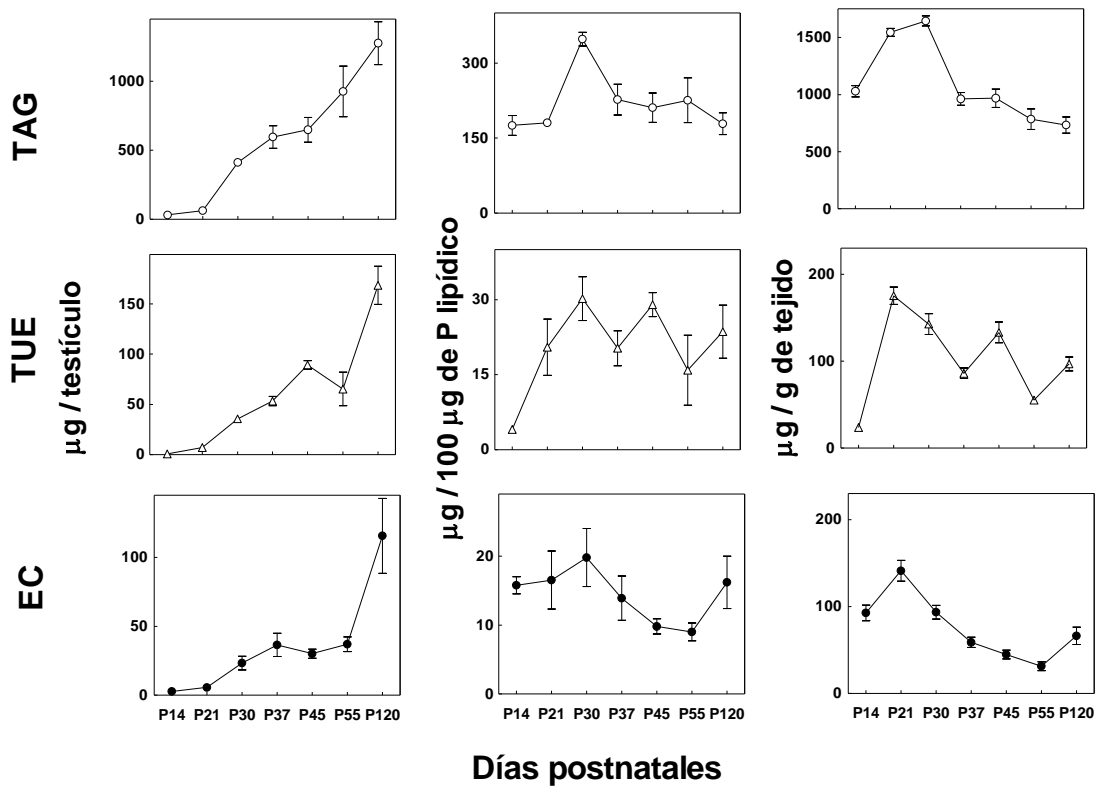 TAG
1000
500
0
300
150
0
1500
1000
500
0
TUE
µg / testículo
150
100
50
0
µg / 100 µg de P lipídico
30
15
0
µg / g de tejido
200
100
0
EC
100
50
0
20
10
0
200
100
0
P14 P21 P30 P37 P45 P55 P120
P14 P21 P30 P37 P45 P55 P120
P14 P21 P30 P37 P45 P55 P120
Días postnatales